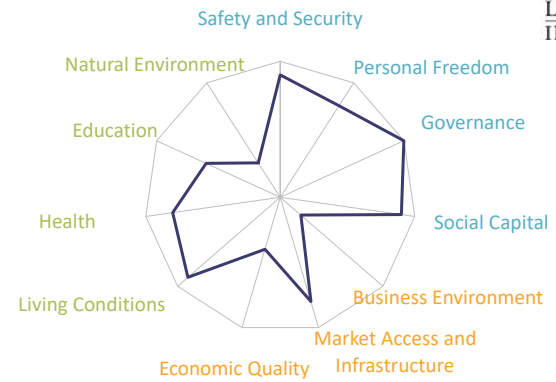 Safety and Security
Natural Environment
Personal Freedom
Education
Governance
Health
Social Capital
Living Conditions
Business Environment
Market Access and
Infrastructure
Economic Quality